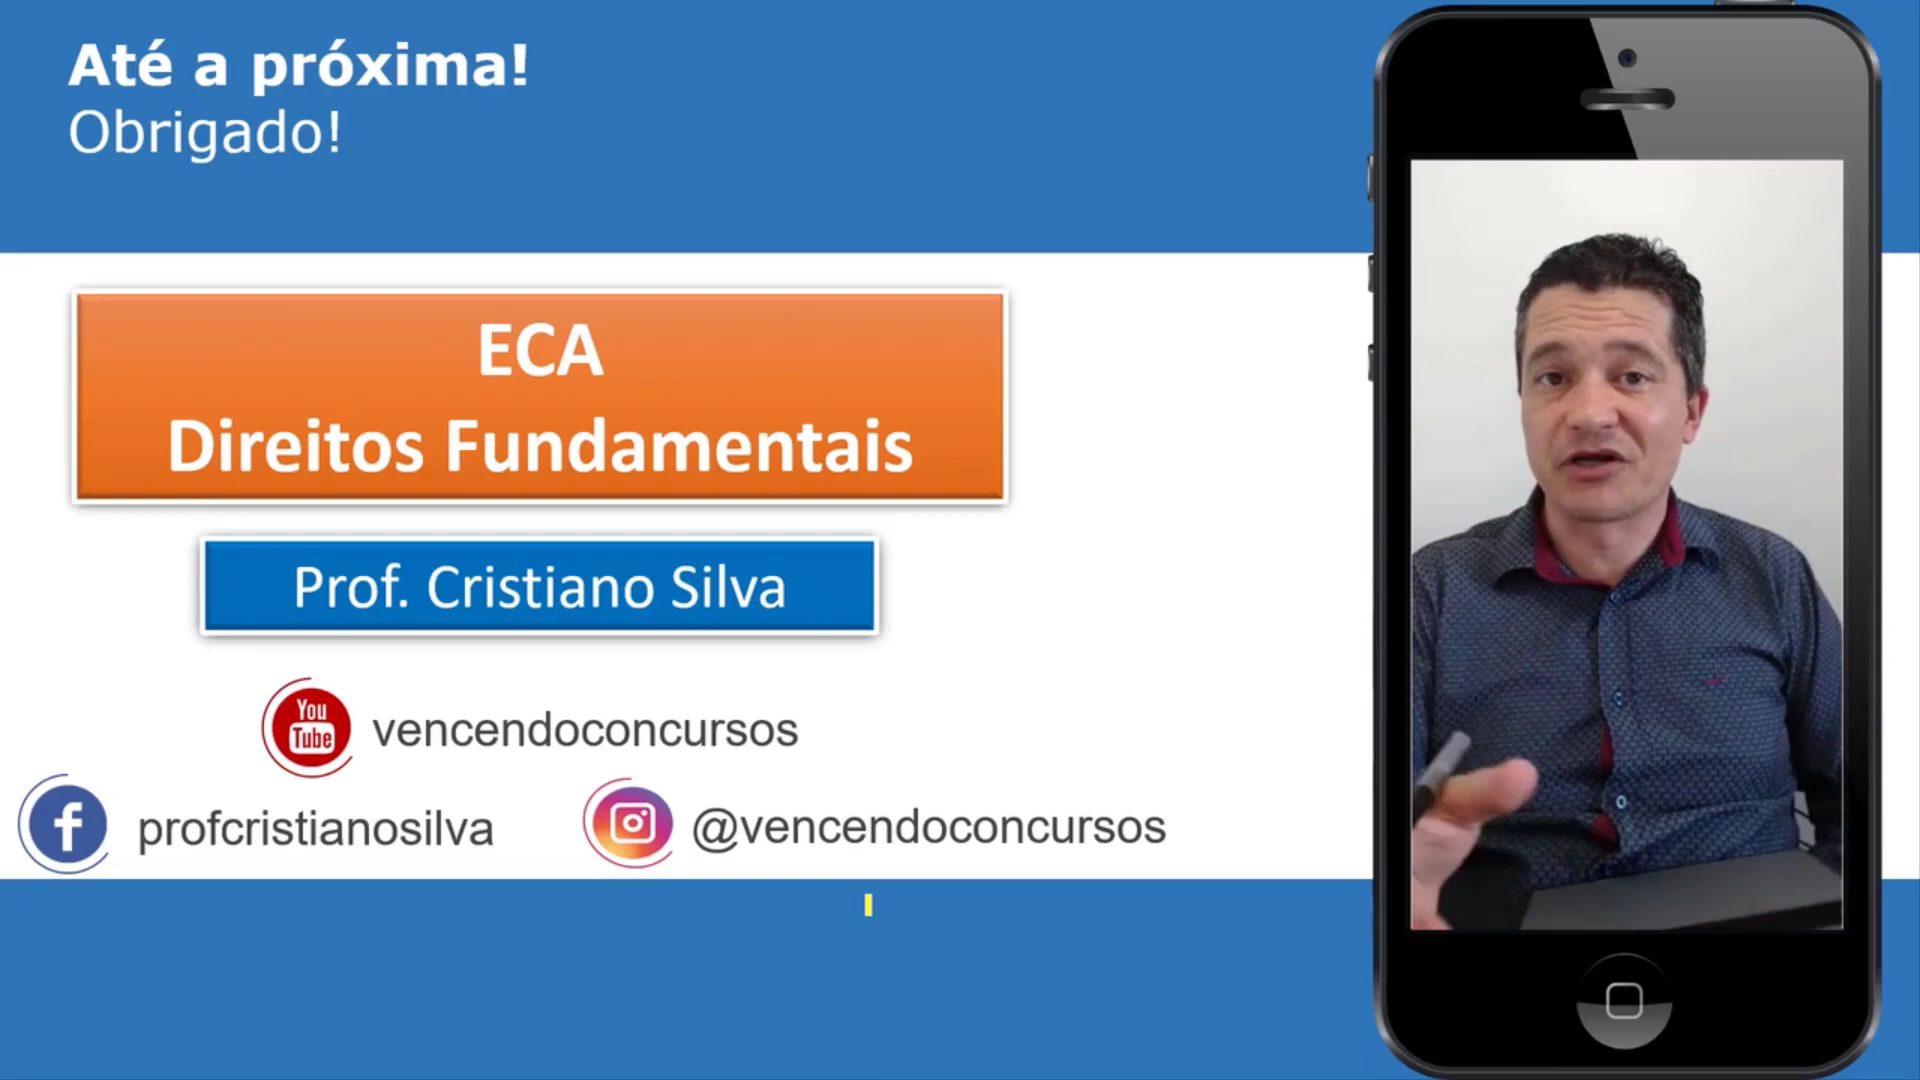 Até a próxima!
Obrigado!
ECA
Direitos Fundamentais
Prof. Cristiano Silva
You
Tube
vencendoconcursos
f
profcristianosilva
@vencendoconcursos